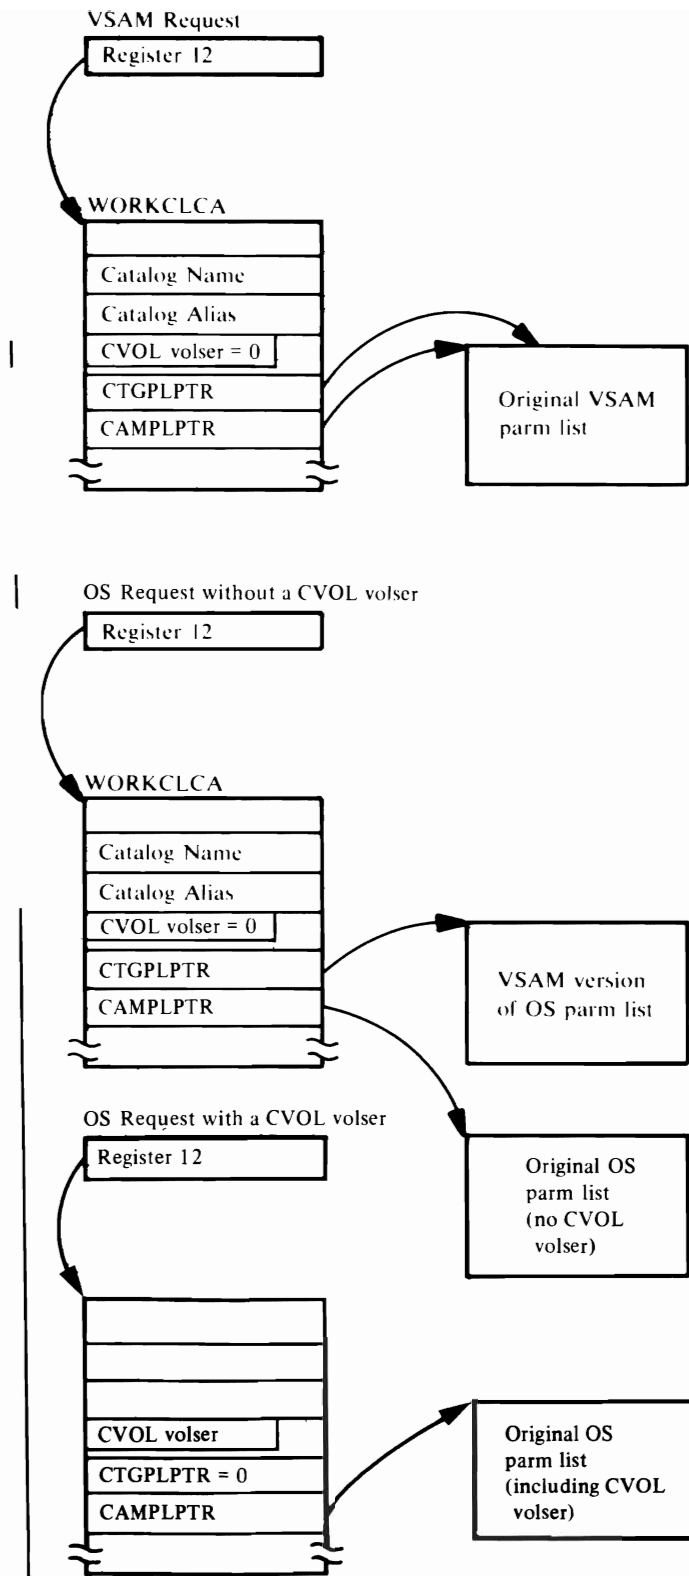 VSAM Request
Register 12
WORKCLCA
Catalog Name
Catalog Alias
CVOL volser = 0
CTGPLPTR
CAMPLPTR
Original VSAM
parm list
OS Request without a CVOL volser
Register 12
WORKCLCA
Catalog Name
Catalog Alias
CVOL volser = 0
CTGPLPTR
CAMPLPTR
VSAM version
of OS parm list
OS Request with a CVOL volser
Register 12
Original OS
parm list
(no CVOL
volser)
CVOL volser
CTGPLPTR = 0
CAMPLPTR
Original OS
parm list
(including CVOL
volser)